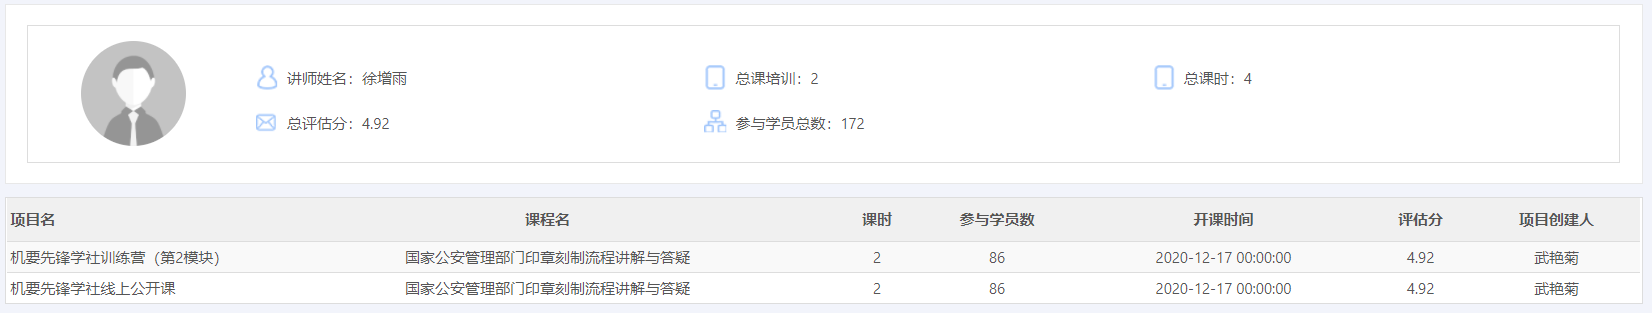 讲师姓名：徐增雨 总课培训：2 总课时：4
总评估分：4.92 参与学员总数：172
项目名 课程名 课时 参与学员数 开课时间 评估分 项目创建人
机要先锋学社训练营（第2模块） 国家公安管理部门印章刻制流程讲解与答疑 2 86 2020-12-17 00:00:00 4.92 武艳菊
机要先锋学社线上公开课 国家公安管理部门印章刻制流程讲解与答疑 2 86 2020-12-17 00:00:00 4.92 武艳菊